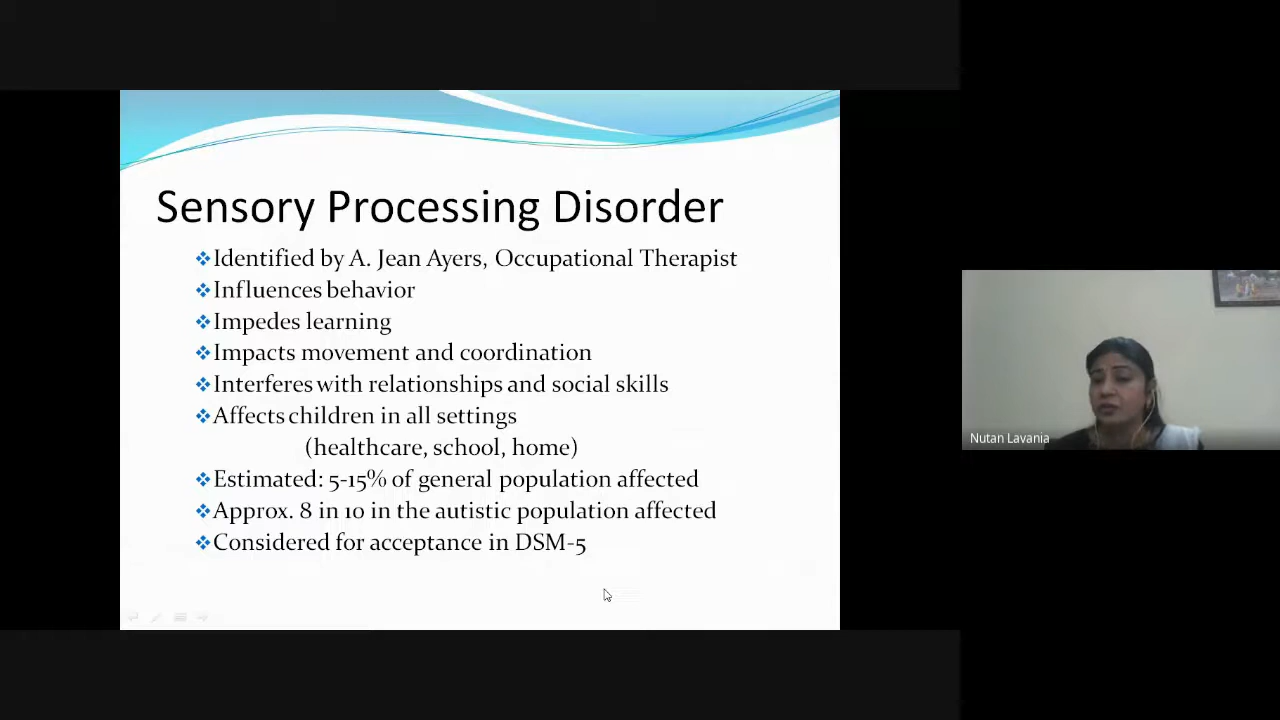 Sensory Processing Disorder
❖Identified by A. Jean Ayers, Occupational Therapist
❖Influences behavior
❖Impedes learning
❖Impacts movement and coordination
❖Interferes with relationships and social skills
❖Affects children in all settings
(healthcare, school, home)
❖Estimated: 5-15% of general population affected
❖Approx. 8 in 10 in the autistic population affected
❖Considered for acceptance in DSM-5
Nutan Lavania